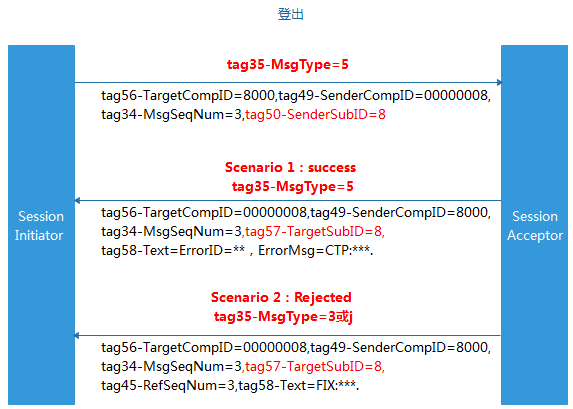 登出
tag35-MsgType=5
tag56-TargetCompID=8000,tag49-SenderCompID=00000008,
tag34-MsgSeqNum=3,tag50-SenderSubID=8
Scenario 1：success
tag35-MsgType=5
tag56-TargetCompID=00000008,tag49-SenderCompID=8000,
tag34-MsgSeqNum=3,tag57-TargetSubID=8,
tag58-Text=ErrorID=**，ErrorMsg=CTP:***.
Session
Initiator
Session
Acceptor
Scenario 2：Rejected
tag35-MsgType=3或j
tag56-TargetCompID=00000008,tag49-SenderCompID=8000,
tag34-MsgSeqNum=3,tag57-TargetSubID=8,
tag45-RefSeqNum=3,tag58-Text=FIX:***.